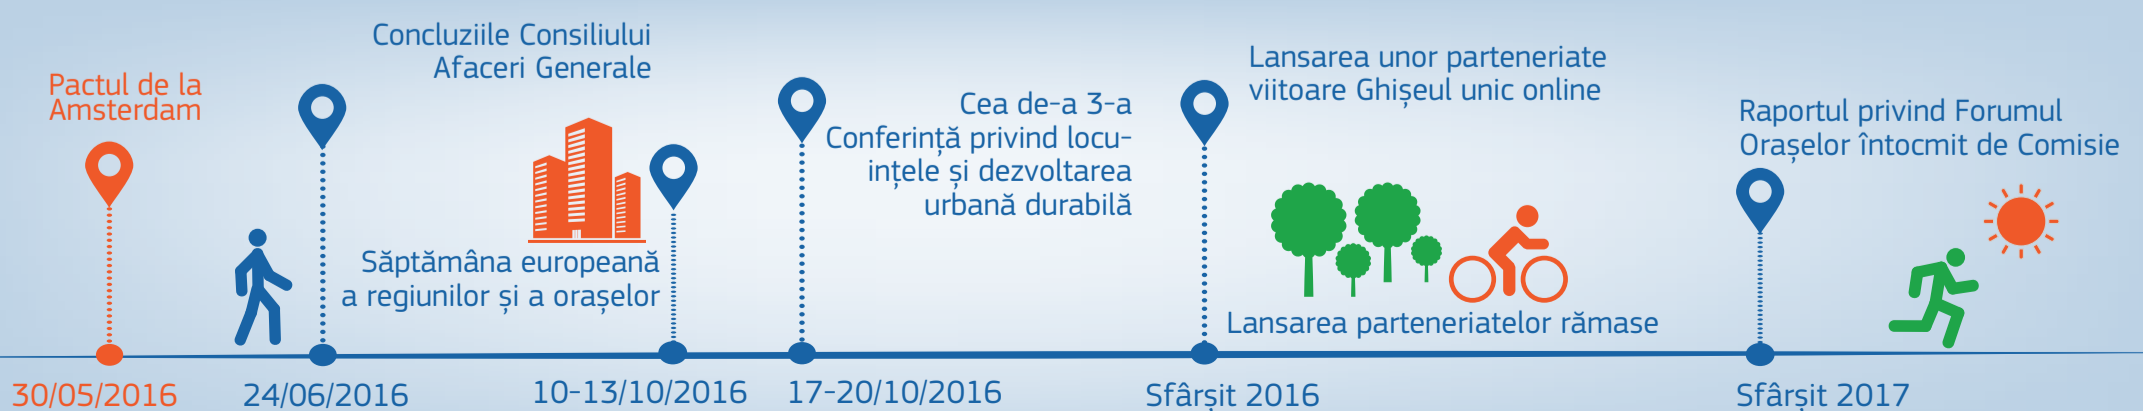 Pactul de la
Amsterdam
Concluziile Consiliului
Afaceri Generale
Săptămâna europeană
a regiunilor și a orașelor
Cea de-a 3-a
Conferință privind locu-
ințele și dezvoltarea
urbană durabilă
Lansarea unor parteneriate
viitoare Ghișeul unic online
Lansarea parteneriatelor rămase
Raportul privind Forumul
Orașelor întocmit de Comisie
30/05/2016
24/06/2016
10-13/10/2016
17-20/10/2016
Sfârșit 2016
Sfârșit 2017